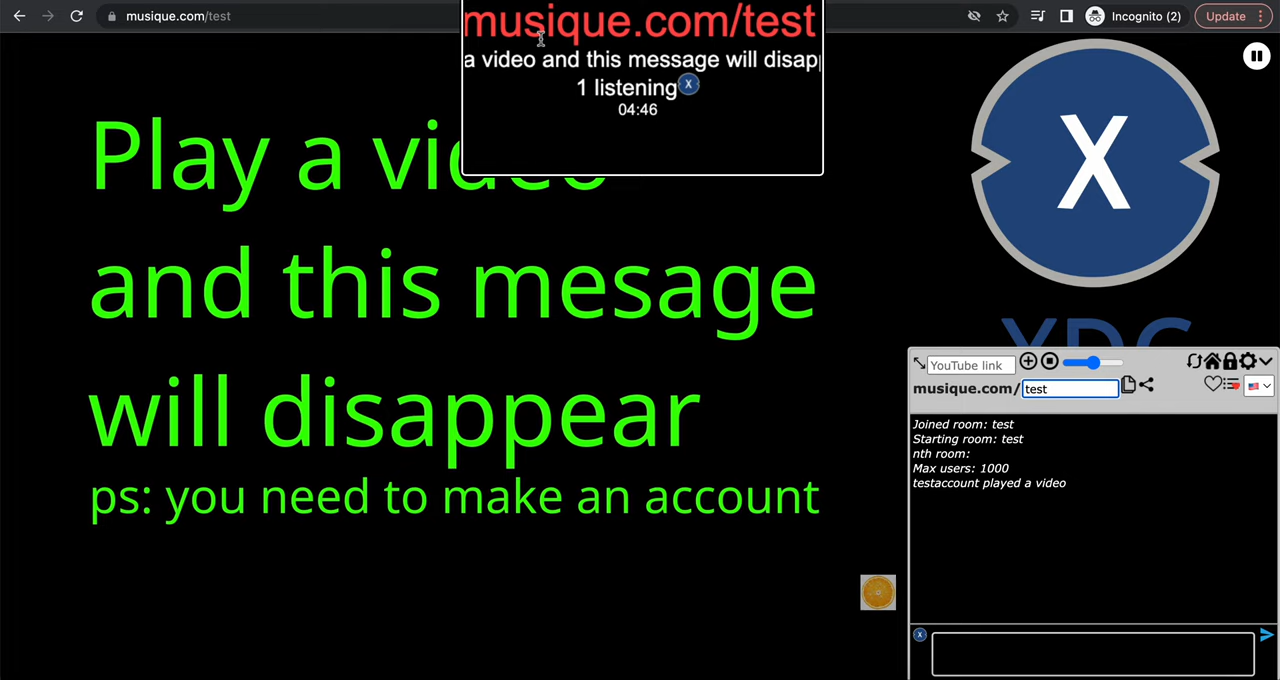 musique.com/test
Incognito (2)
Update
musique.com/test
a video and this message will disap
1 listening X
04:46
Play a video
and this mesage
will disappear
ps: you need to make an account
X
XDC
YouTube link
musique.com/ test
Joined room: test
Starting room: test
nth room:
Max users: 1000
testaccount played a video
X